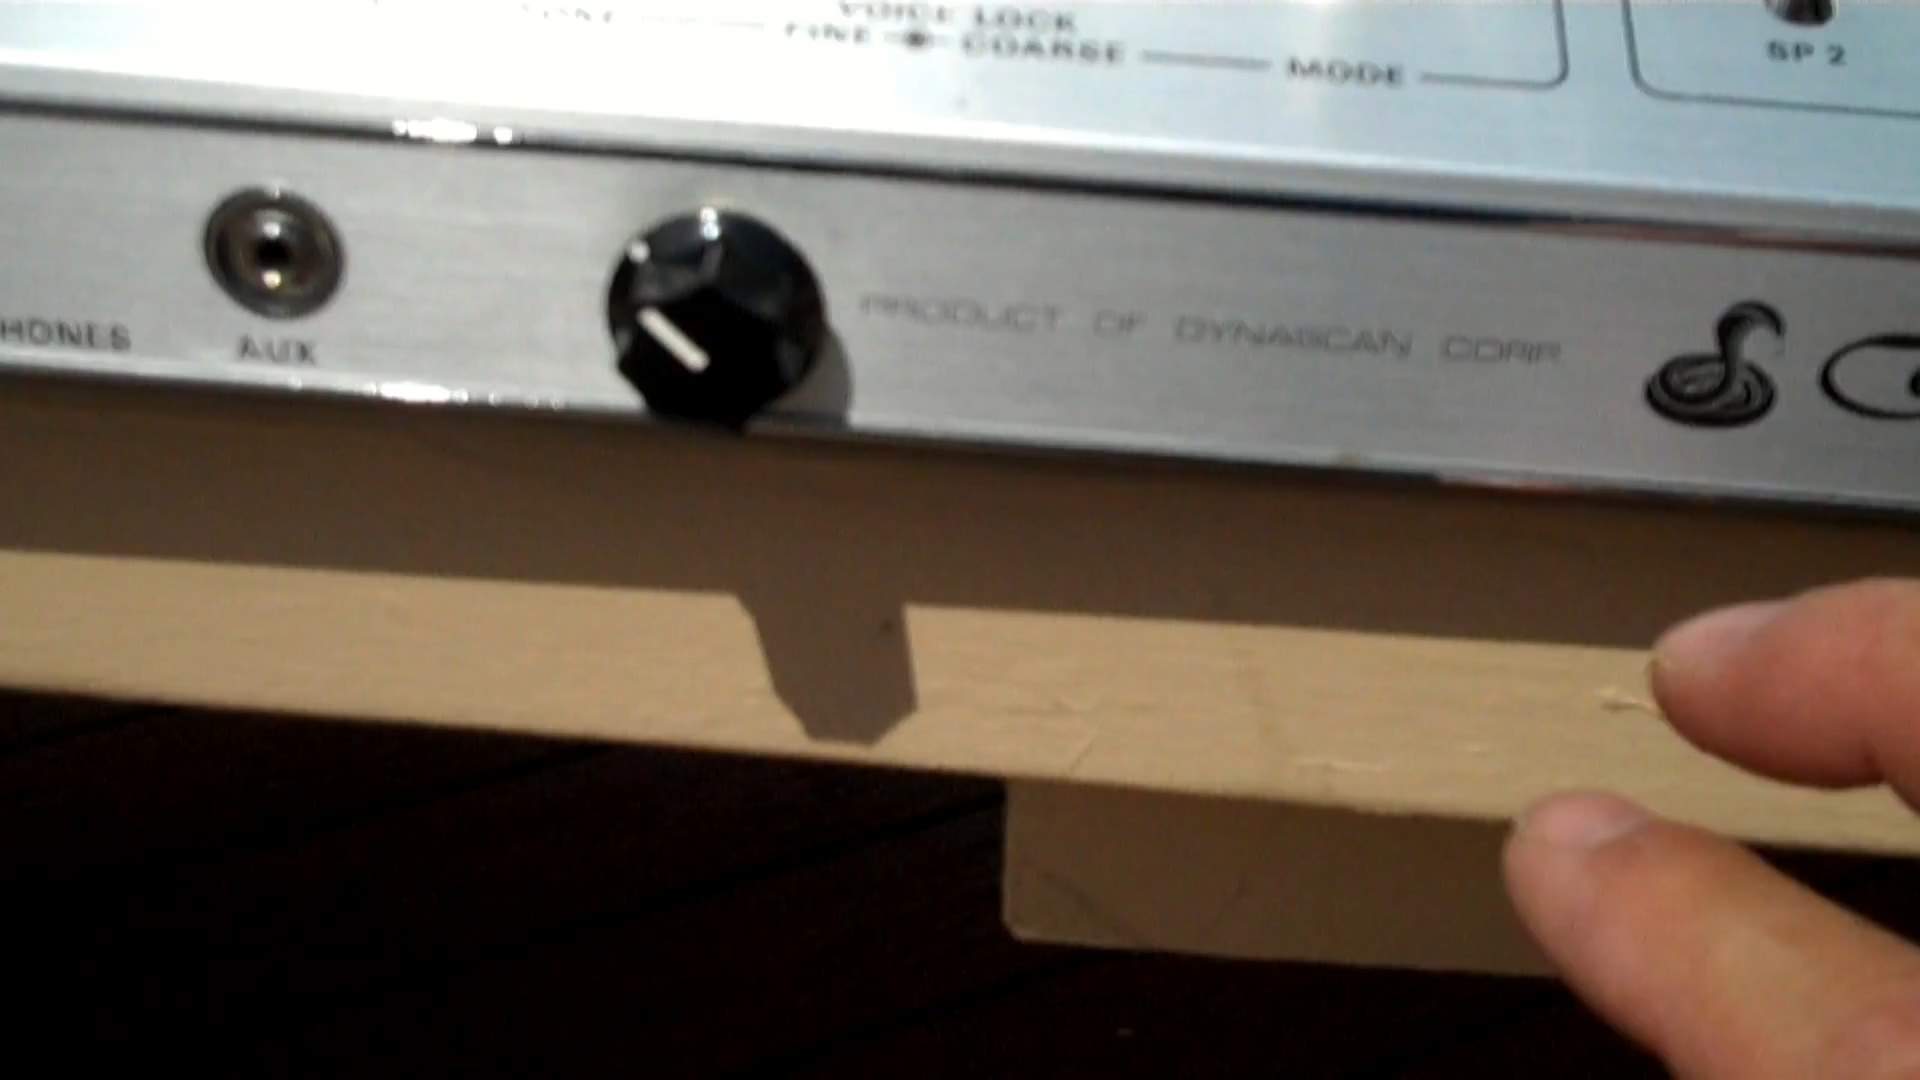 VOICE LOCK
FINE COARSE MODE
SP 2
HONES
AUX
PRODUCT OF DYNASCAN CORP